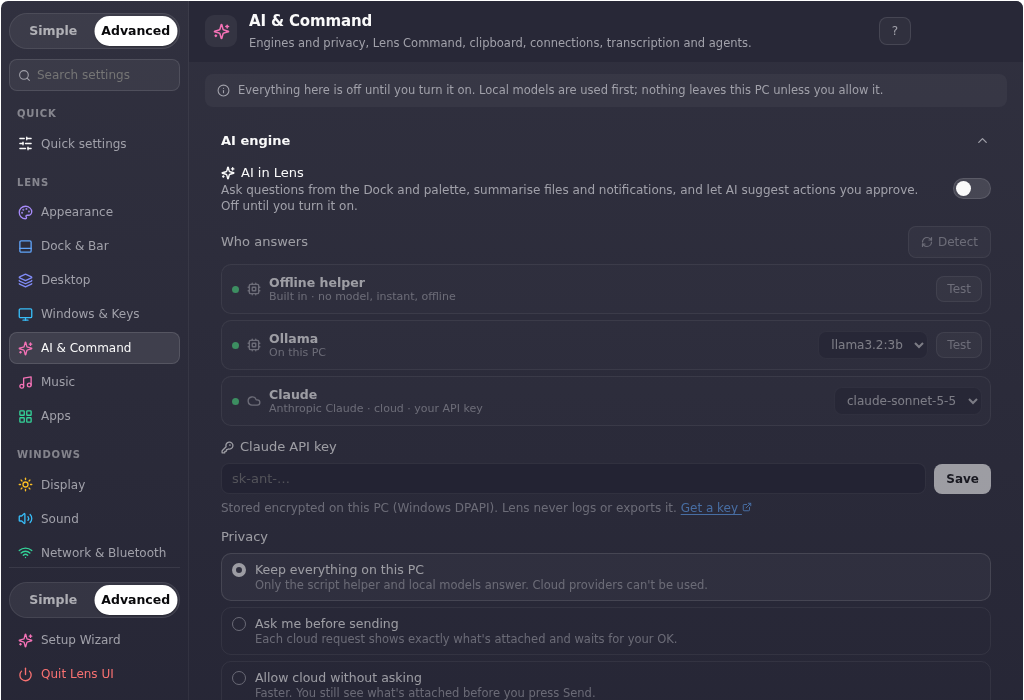 Simple
Advanced
Search settings
QUICK
Quick settings
LENS
Appearance
Dock & Bar
Desktop
Windows & Keys
AI & Command
Music
Apps
WINDOWS
Display
Sound
Network & Bluetooth
Simple
Advanced
Setup Wizard
Quit Lens UI
AI & Command
Engines and privacy, Lens Command, clipboard, connections, transcription and agents.
?
Everything here is off until you turn it on. Local models are used first; nothing leaves this PC unless you allow it.
AI engine
AI in Lens
Ask questions from the Dock and palette, summarise files and notifications, and let AI suggest actions you approve.
Off until you turn it on.
Who answers
Detect
Offline helper
Built in · no model, instant, offline
Test
Ollama
On this PC
llama3.2:3b
Test
Claude
Anthropic Claude · cloud · your API key
claude-sonnet-5-5
Claude API key
sk-ant-...
Save
Stored encrypted on this PC (Windows DPAPI). Lens never logs or exports it. Get a key
Privacy
Keep everything on this PC
Only the script helper and local models answer. Cloud providers can't be used.
Ask me before sending
Each cloud request shows exactly what's attached and waits for your OK.
Allow cloud without asking
Faster. You still see what's attached before you press Send.